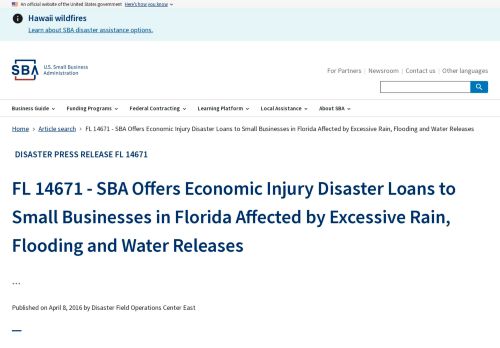 An official website of the United States government Here's how you know
Hawaii wildfires
Learn about SBA disaster assistance options.
SBA U.S. Small Business
Administration
For Partners | Newsroom | Contact us | Other languages
Business Guide Funding Programs Federal Contracting Learning Platform Local Assistance About SBA
Home › Article search › FL 14671 - SBA Offers Economic Injury Disaster Loans to Small Businesses in Florida Affected by Excessive Rain, Flooding and Water Releases
DISASTER PRESS RELEASE FL 14671
FL 14671 - SBA Offers Economic Injury Disaster Loans to
Small Businesses in Florida Affected by Excessive Rain,
Flooding and Water Releases
...
Published on April 8, 2016 by Disaster Field Operations Center East